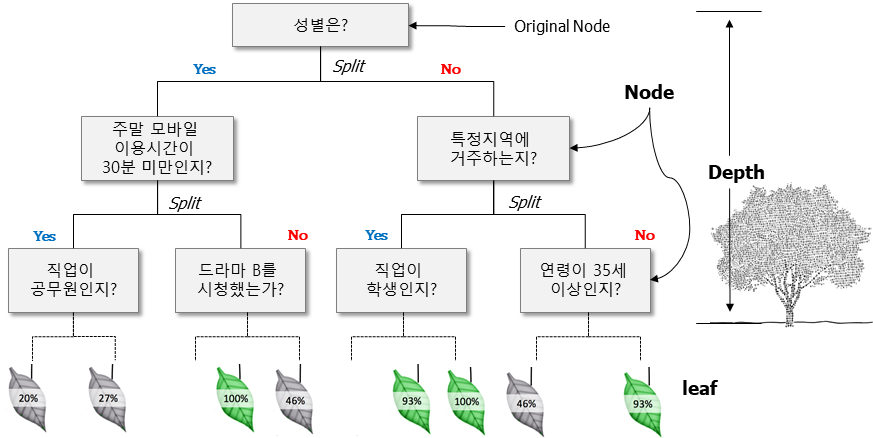 성별은?
Original Node
Yes
Split
No
Node
주말 모바일
이용시간이
30분 미만인지?
특정지역에
거주하는지?
Depth
Split
Split
Yes
No
Yes
No
직업이
공무원인지?
드라마 B를
시청했는가?
직업이
학생인지?
연령이 35세
이상인지?
20%
27%
100%
46%
93%
100%
46%
93%
leaf